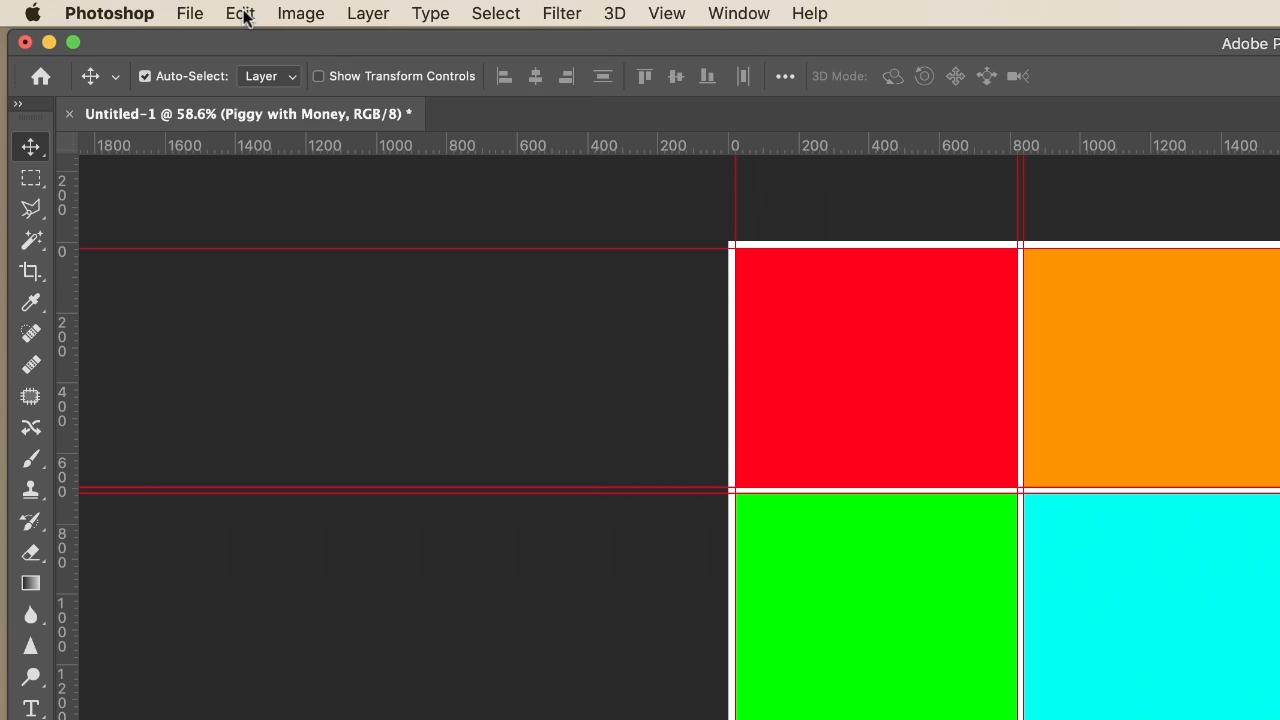 Photoshop File Edit Image Layer Type Select Filter 3D View Window Help
Adobe P
Auto-Select: Layer Show Transform Controls 3D Mode:
Untitled-1 @ 58.6% (Piggy with Money, RGB/8) *
1800 1600 1400 1200 1000 800 600 400 200 0 200 400 600 800 1000 1200 1400
200
0
200
400
600
800
1000
1200